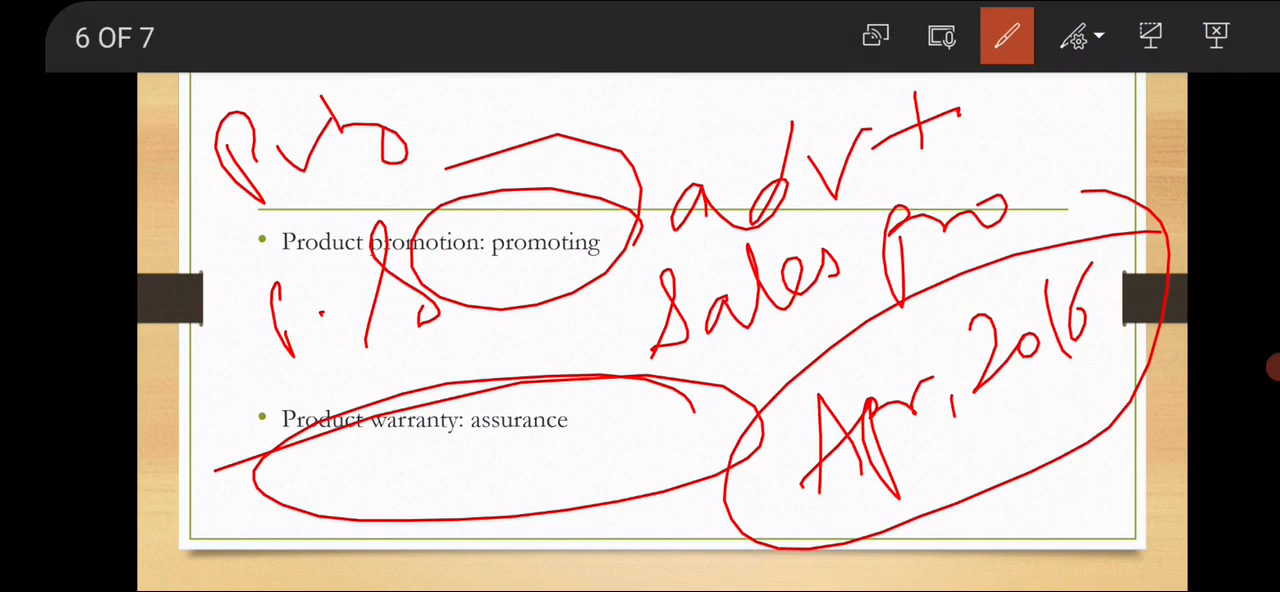 6 OF 7
Pro
advt
Product promotion: promoting
sales pro
P. S
Apr, 2016
Product warranty: assurance